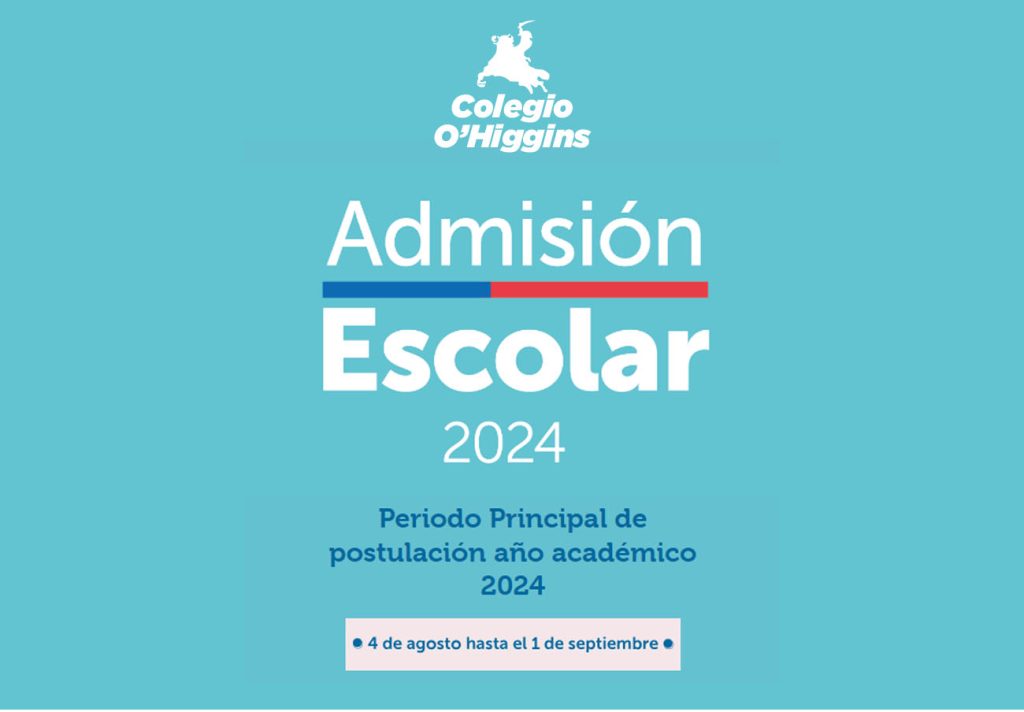 Colegio
O'Higgins
Admisión
Escolar
2024
Periodo Principal de
postulación año académico
2024
• 4 de agosto hasta el 1 de septiembre •